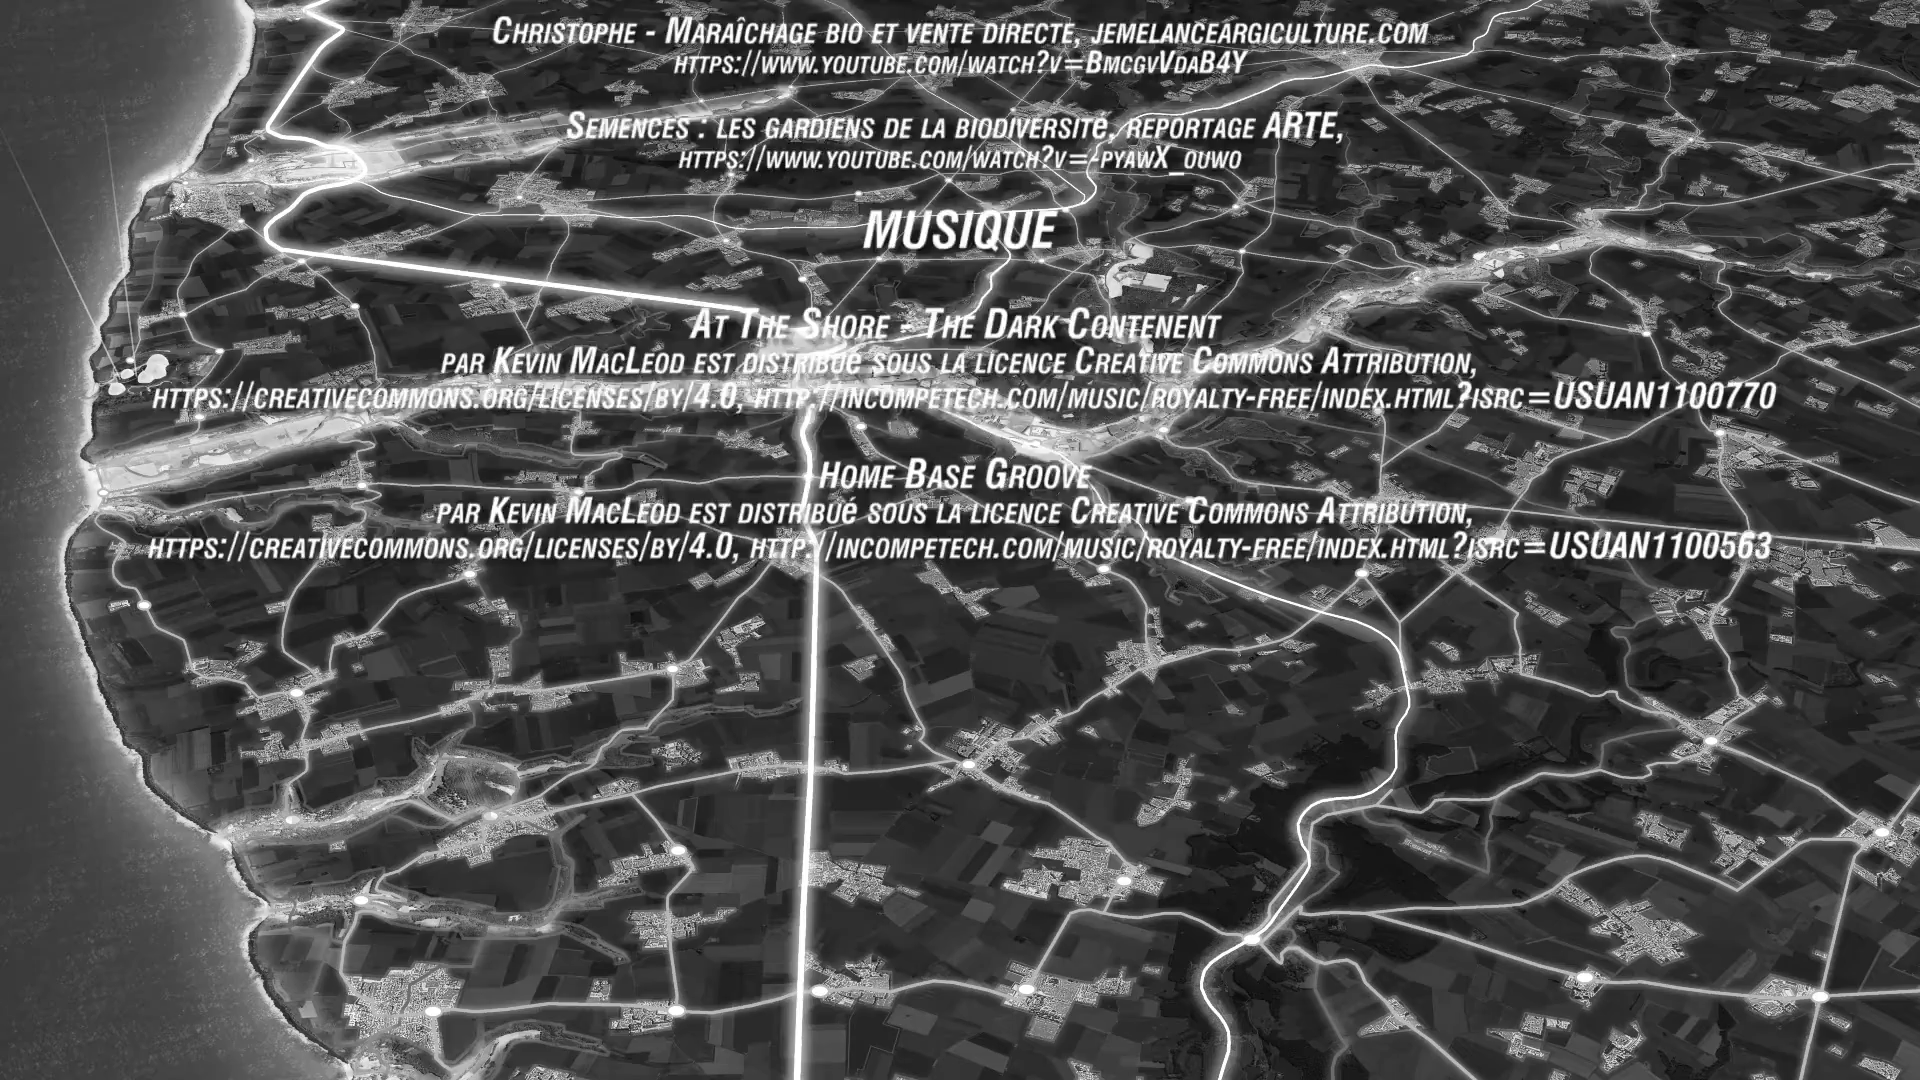 Christophe - Maraîchage bio et vente directe, jemelanceargiculture.com
https://www.youtube.com/watch?v=BmcgvVdaB4Y
Semences : les gardiens de la biodiversité, reportage ARTE,
https://www.youtube.com/watch?v=-pyawX_ouwo
MUSIQUE
At The Shore - The Dark Contenent
par Kevin MacLeod est distribué sous la licence Creative Commons Attribution,
https://creativecommons.org/licenses/by/4.0, http://incompetech.com/music/royalty-free/index.html?isrc=USUAN1100770
Home Base Groove
par Kevin MacLeod est distribué sous la licence Creative Commons Attribution,
https://creativecommons.org/licenses/by/4.0, http://incompetech.com/music/royalty-free/index.html?isrc=USUAN1100563